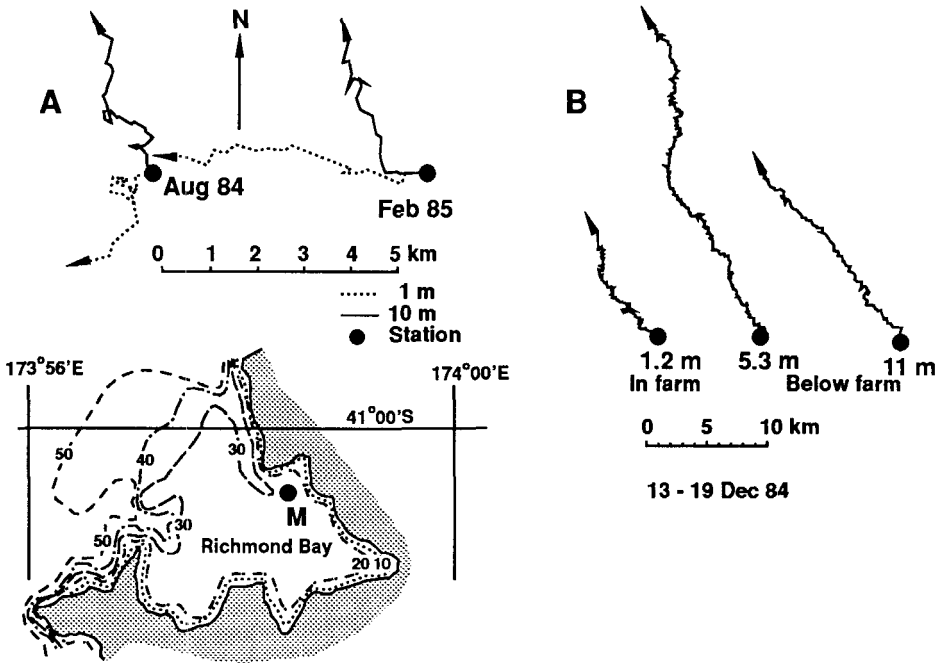 A
N
Aug 84
Feb 85
0 1 2 3 4 5 km
1 m
10 m
Station
B
1.2 m
In farm
5.3 m
11 m
Below farm
0 5 10 km
13 - 19 Dec 84
173°56'E
174°00'E
41°00'S
50
40
30
M
30
50
Richmond Bay
20 10